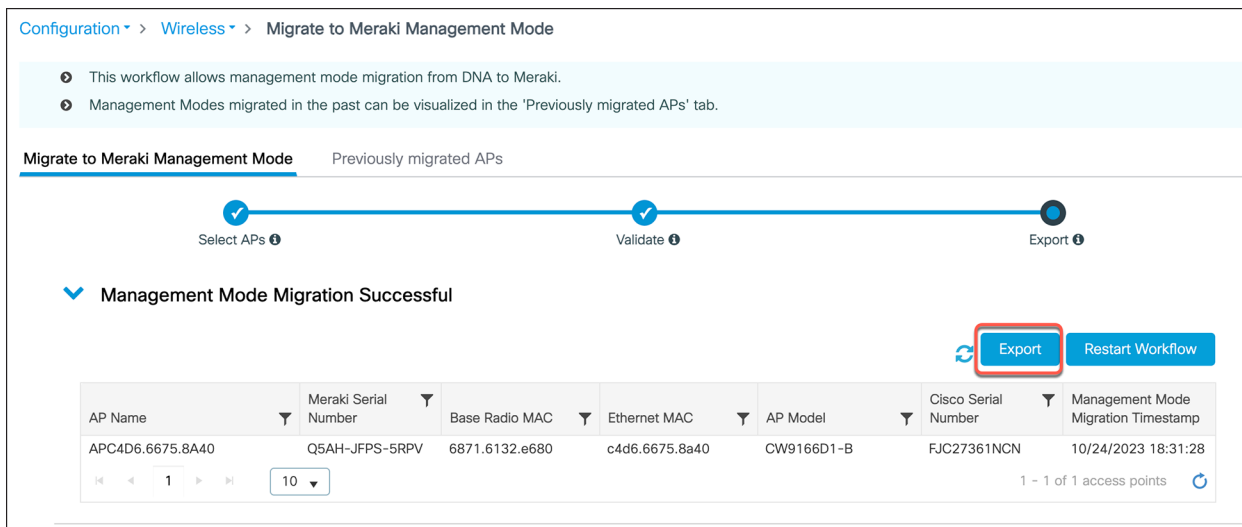 Configuration > Wireless > Migrate to Meraki Management Mode
This workflow allows management mode migration from DNA to Meraki.
Management Modes migrated in the past can be visualized in the 'Previously migrated APs' tab.
Migrate to Meraki Management Mode Previously migrated APs
Select APs Validate Export
Management Mode Migration Successful
Export Restart Workflow
AP Name Meraki Serial Number Base Radio MAC Ethernet MAC AP Model Cisco Serial Number Management Mode Migration Timestamp
APC4D6.6675.8A40 Q5AH-JFPS-5RPV 6871.6132.e680 c4d6.6675.8a40 CW9166D1-B FJC27361NCN 10/24/2023 18:31:28
1 10 1 - 1 of 1 access points